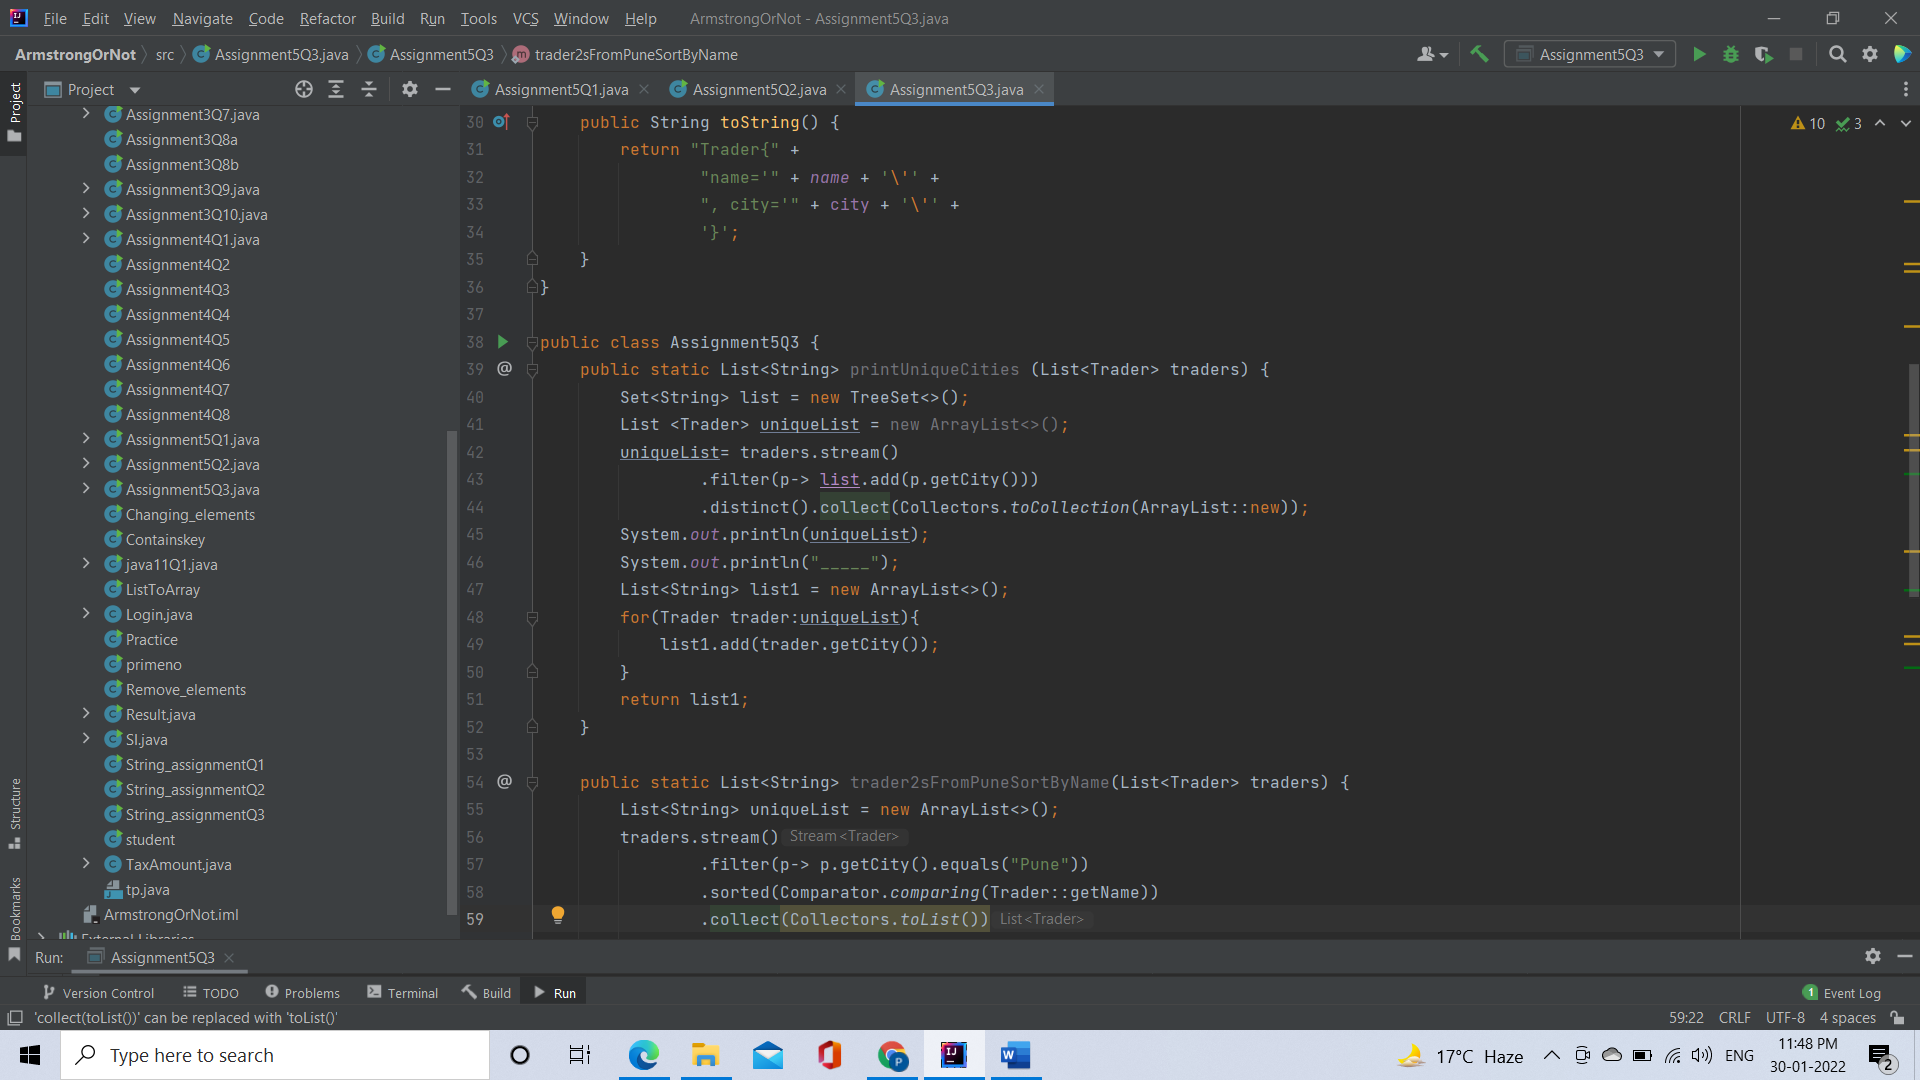 File Edit View Navigate Code Refactor Build Run Tools VCS Window Help ArmstrongOrNot - Assignment5Q3.java
ArmstrongOrNot src Assignment5Q3.java Assignment5Q3 trader2sFromPuneSortByName Assignment5Q3
Project
Project
Assignment5Q1.java Assignment5Q2.java Assignment5Q3.java
Assignment3Q7.java
Assignment3Q8a
Assignment3Q8b
Assignment3Q9.java
Assignment3Q10.java
Assignment4Q1.java
Assignment4Q2
Assignment4Q3
Assignment4Q4
Assignment4Q5
Assignment4Q6
Assignment4Q7
Assignment4Q8
Assignment5Q1.java
Assignment5Q2.java
Assignment5Q3.java
Changing_elements
Containskey
java11Q1.java
ListToArray
Login.java
Practice
primeno
Remove_elements
Result.java
SI.java
String_assignmentQ1
String_assignmentQ2
String_assignmentQ3
student
TaxAmount.java
tp.java
ArmstrongOrNot.iml
External Libraries
Structure
Bookmarks
10 3
30 public String toString() {
31 return "Trader{" +
32 "name='" + name + '\'' +
33 ", city='" + city + '\'' +
34 '}';
35 }
36 }
37
38 public class Assignment5Q3 {
39 @ public static List<String> printUniqueCities (List<Trader> traders) {
40 Set<String> list = new TreeSet<>();
41 List <Trader> uniqueList = new ArrayList<>();
42 uniqueList= traders.stream()
43 .filter(p-> list.add(p.getCity()))
44 .distinct().collect(Collectors.toCollection(ArrayList::new));
45 System.out.println(uniqueList);
46 System.out.println("_____");
47 List<String> list1 = new ArrayList<>();
48 for(Trader trader:uniqueList){
49 list1.add(trader.getCity());
50 }
51 return list1;
52 }
53
54 @ public static List<String> trader2sFromPuneSortByName(List<Trader> traders) {
55 List<String> uniqueList = new ArrayList<>();
56 traders.stream() Stream<Trader>
57 .filter(p-> p.getCity().equals("Pune"))
58 .sorted(Comparator.comparing(Trader::getName))
59 .collect(Collectors.toList()) List<Trader>
Run: Assignment5Q3
Version Control TODO Problems Terminal Build Run 1 Event Log
'collect(toList())' can be replaced with 'toList()' 59:22 CRLF UTF-8 4 spaces
Type here to search 17°C Haze ENG 11:48 PM
30-01-2022
2